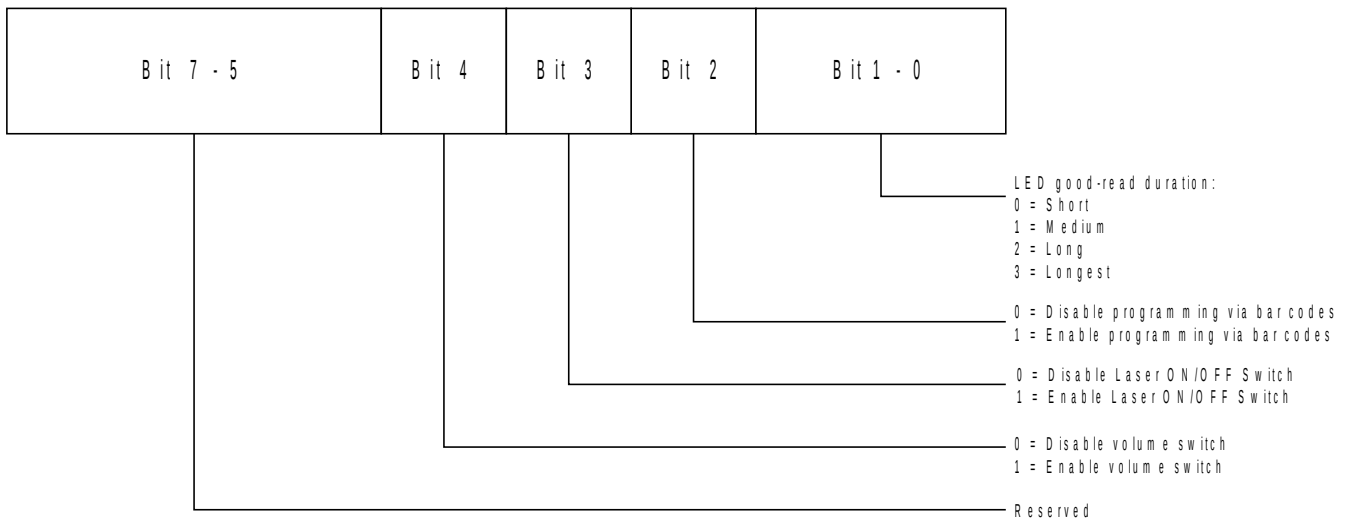 Bit 7 - 5
Bit 4
Bit 3
Bit 2
Bit 1 - 0
LED good-read duration:
0 = Short
1 = Medium
2 = Long
3 = Longest
0 = Disable programming via bar codes
1 = Enable programming via bar codes
0 = Disable Laser ON/OFF Switch
1 = Enable Laser ON/OFF Switch
0 = Disable volume switch
1 = Enable volume switch
Reserved